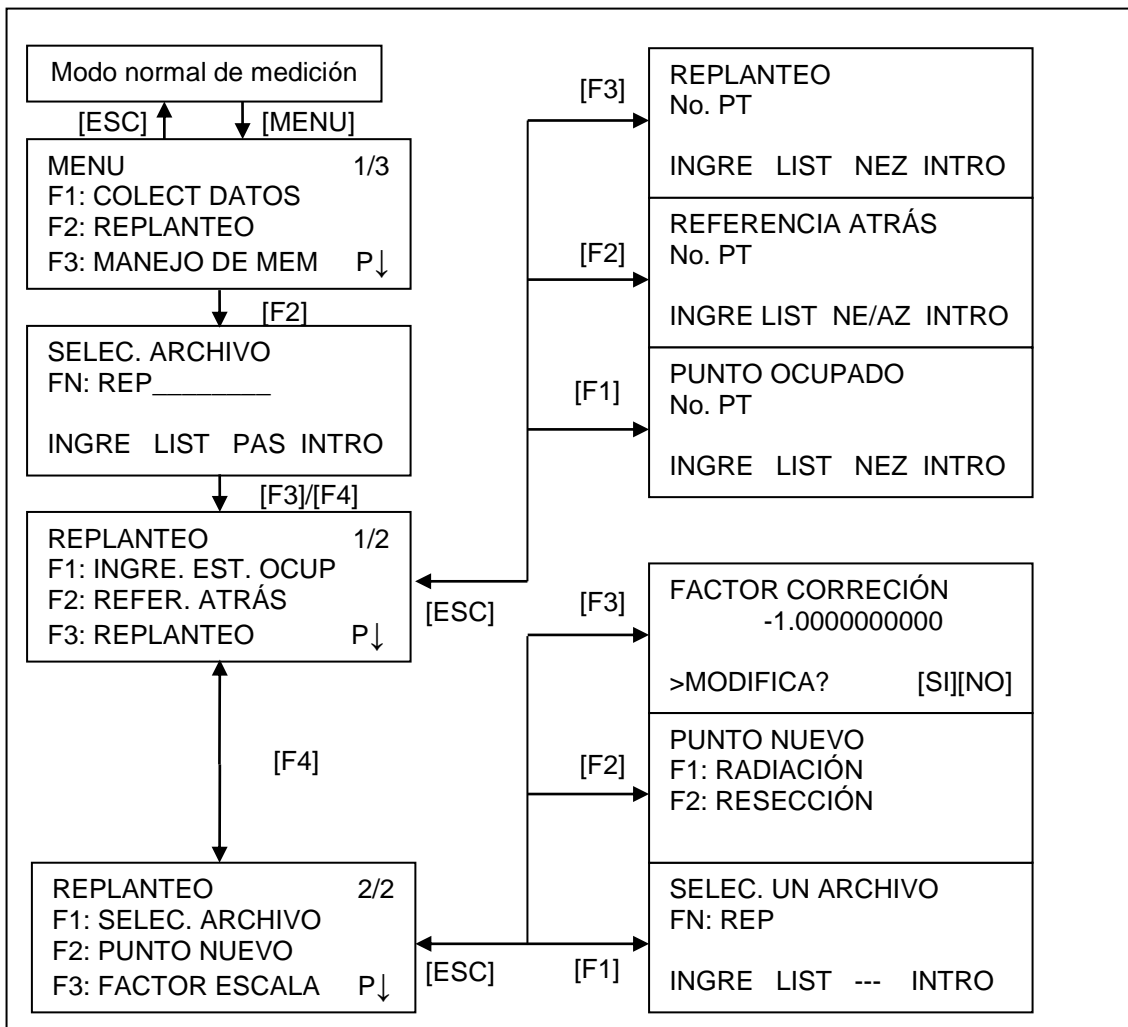 Modo normal de medición
[ESC] [MENU]
MENU 1/3
F1: COLECT DATOS
F2: REPLANTEO
F3: MANEJO DE MEM P↓
[F2]
SELEC. ARCHIVO
FN: REP________
INGRE LIST PAS INTRO
[F3]/[F4]
REPLANTEO 1/2
F1: INGRE. EST. OCUP
F2: REFER. ATRÁS
F3: REPLANTEO P↓
[ESC]
[F4]
REPLANTEO 2/2
F1: SELEC. ARCHIVO
F2: PUNTO NUEVO
F3: FACTOR ESCALA P↓
[ESC]
[F3]
REPLANTEO
No. PT
INGRE LIST NEZ INTRO
[F2]
REFERENCIA ATRÁS
No. PT
INGRE LIST NE/AZ INTRO
[F1]
PUNTO OCUPADO
No. PT
INGRE LIST NEZ INTRO
[F3]
FACTOR CORRECIÓN
-1.0000000000
>MODIFICA? [SI][NO]
[F2]
PUNTO NUEVO
F1: RADIACIÓN
F2: RESECCIÓN
[F1]
SELEC. UN ARCHIVO
FN: REP
INGRE LIST --- INTRO